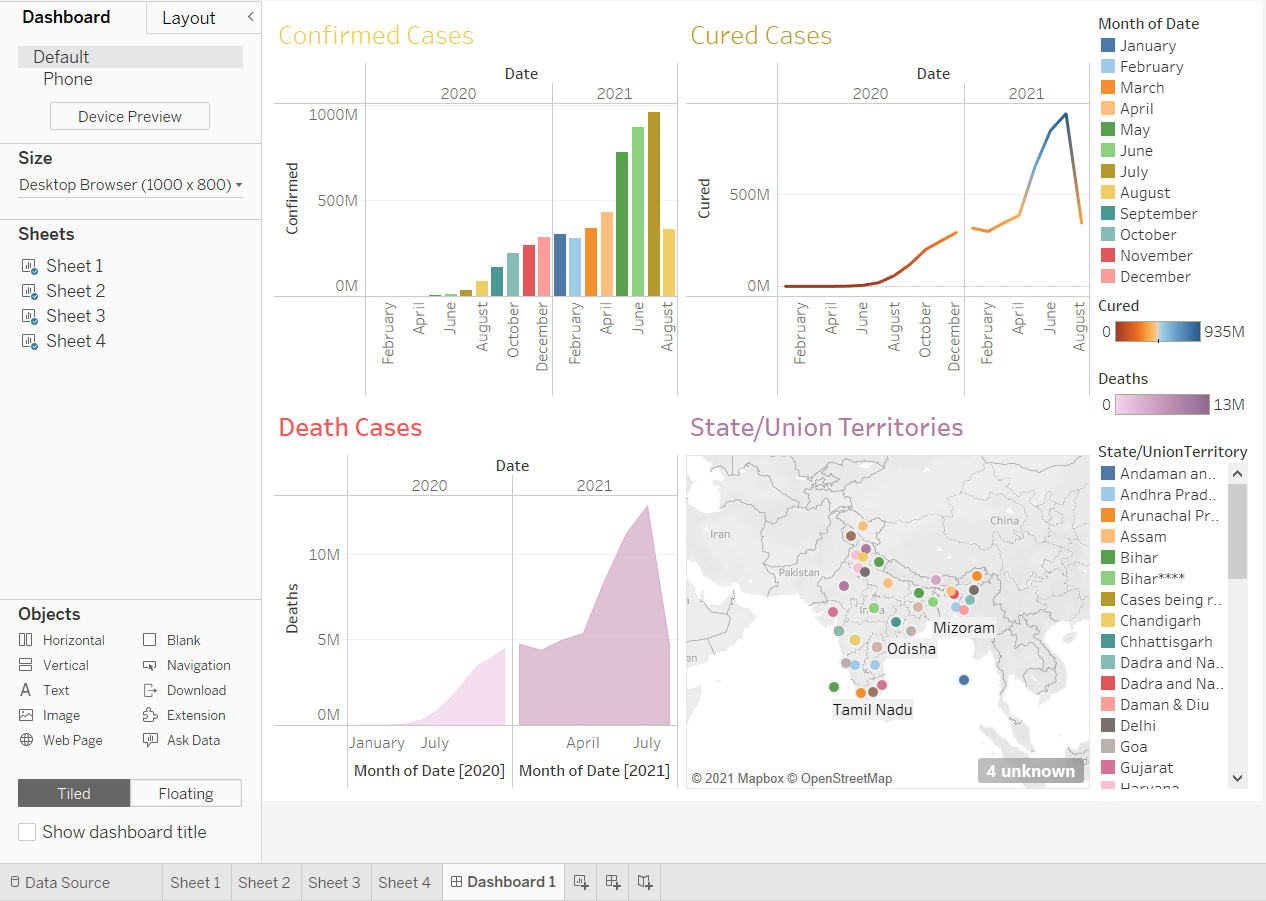 Dashboard
Layout
Default
Phone
Device Preview
Size
Desktop Browser (1000 x 800)
Sheets
Sheet 1
Sheet 2
Sheet 3
Sheet 4
Objects
Horizontal
Blank
Vertical
Navigation
Text
Download
Image
Extension
Web Page
Ask Data
Tiled
Floating
Show dashboard title
Confirmed Cases
Date
2020
2021
Confirmed
1000M
500M
0M
February
April
June
August
October
December
February
April
June
August
Cured Cases
Date
2020
2021
Cured
500M
0M
February
April
June
August
October
December
February
April
June
August
Death Cases
Date
2020
2021
Deaths
10M
5M
0M
January
July
April
July
Month of Date [2020]
Month of Date [2021]
State/Union Territories
Iran
China
Pakistan
Mizoram
Odisha
Tamil Nadu
© 2021 Mapbox © OpenStreetMap
4 unknown
Month of Date
January
February
March
April
May
June
July
August
September
October
November
December
Cured
0
935M
Deaths
0
13M
State/UnionTerritory
Andaman an..
Andhra Prad..
Arunachal Pr..
Assam
Bihar
Bihar****
Cases being r..
Chandigarh
Chhattisgarh
Dadra and Na..
Dadra and Na..
Daman & Diu
Delhi
Goa
Gujarat
Haryana
Data Source
Sheet 1
Sheet 2
Sheet 3
Sheet 4
Dashboard 1